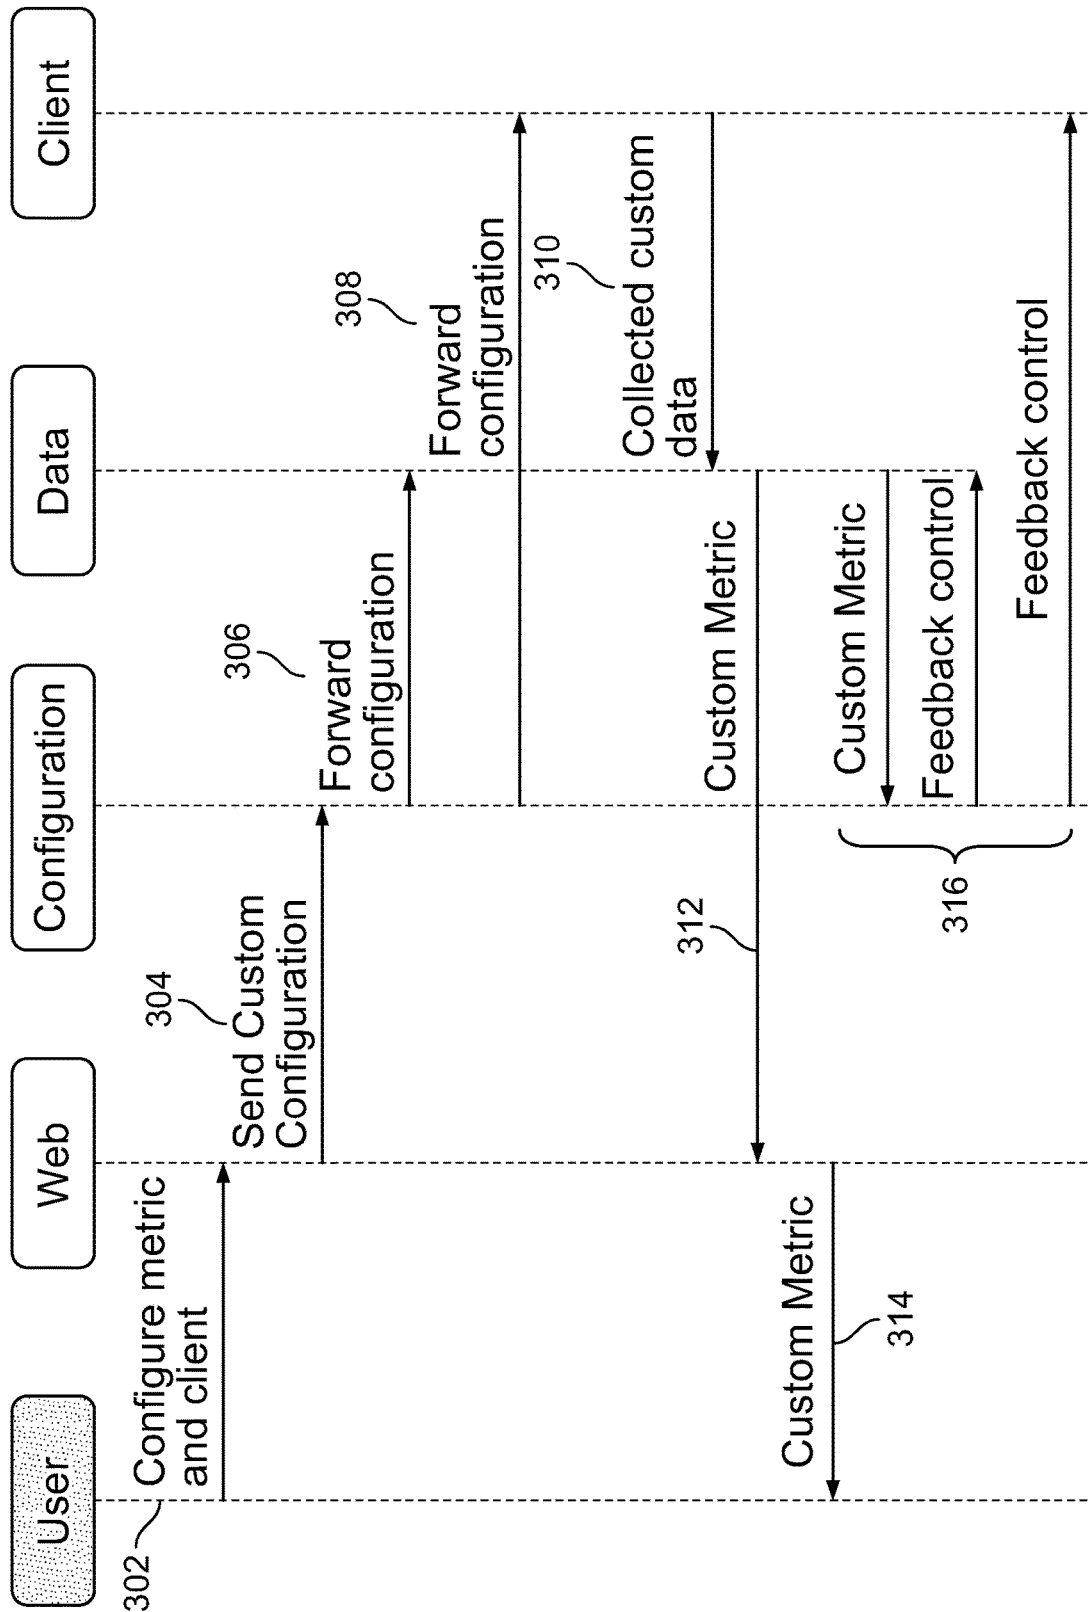 User
Web
Configuration
Data
Client
302
Configure metric
and client
304
Send Custom
Configuration
306
Forward
configuration
308
Forward
configuration
310
Collected custom
data
312
Custom Metric
Custom Metric
314
Custom Metric
Feedback control
316
Feedback control